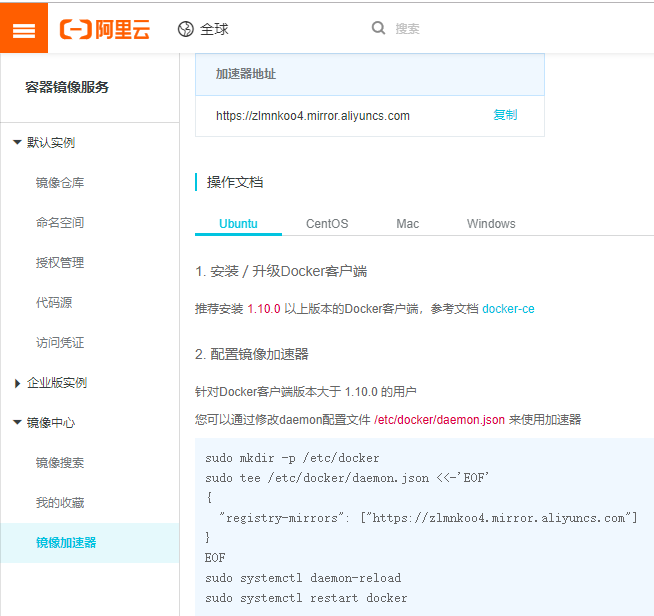 阿里云
全球
搜索
容器镜像服务
默认实例
镜像仓库
命名空间
授权管理
代码源
访问凭证
企业版实例
镜像中心
镜像搜索
我的收藏
镜像加速器
加速器地址
https://zlmnkoo4.mirror.aliyuncs.com 复制
操作文档
Ubuntu CentOS Mac Windows
1. 安装 / 升级Docker客户端
推荐安装 1.10.0 以上版本的Docker客户端，参考文档 docker-ce
2. 配置镜像加速器
针对Docker客户端版本大于 1.10.0 的用户
您可以通过修改daemon配置文件 /etc/docker/daemon.json 来使用加速器
sudo mkdir -p /etc/docker
sudo tee /etc/docker/daemon.json <<-'EOF'
{
  "registry-mirrors": ["https://zlmnkoo4.mirror.aliyuncs.com"]
}
EOF
sudo systemctl daemon-reload
sudo systemctl restart docker